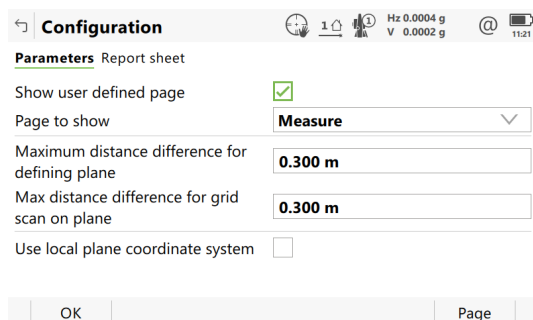 Configuration
1
1
Hz 0.0004 g
V 0.0002 g
@
11:21
Parameters Report sheet
Show user defined page
Page to show
Measure
Maximum distance difference for
defining plane
0.300 m
Max distance difference for grid
scan on plane
0.300 m
Use local plane coordinate system
OK
Page